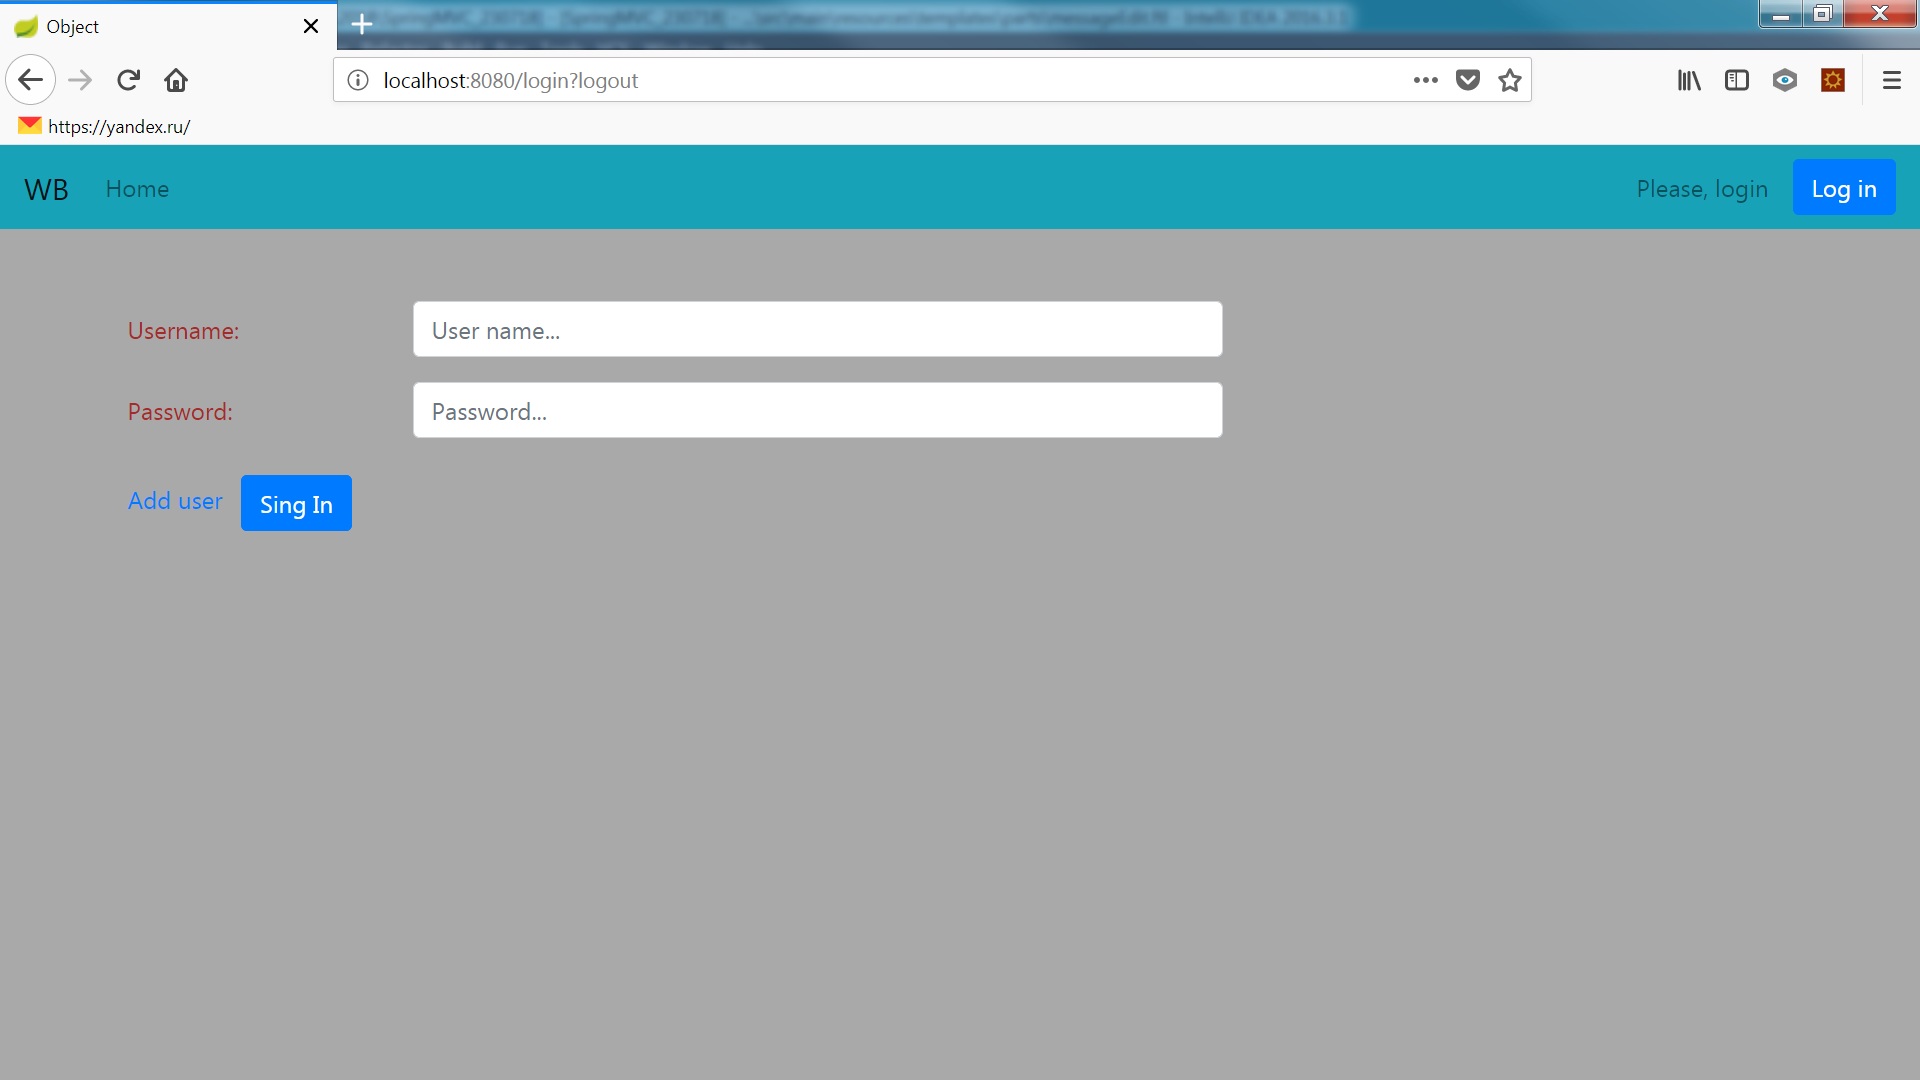 Object
localhost:8080/login?logout
https://yandex.ru/
WB Home Please, login Log in
Username: User name...
Password: Password...
Add user Sing In